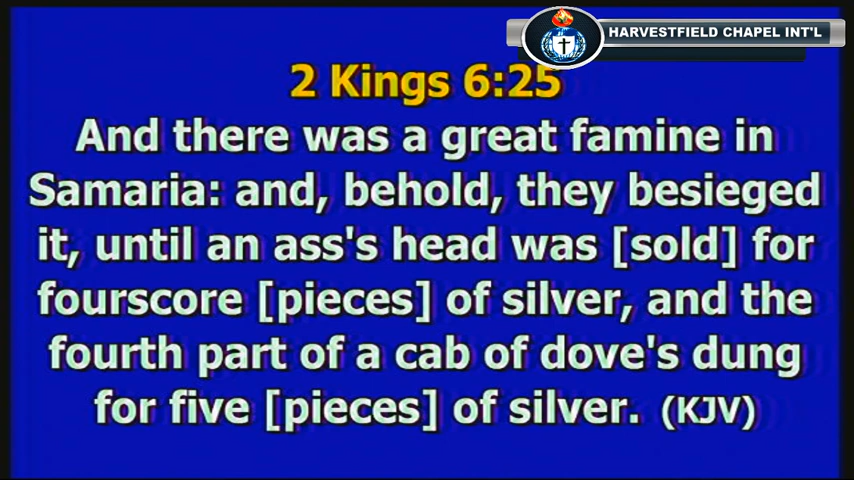 HARVESTFIELD CHAPEL INT'L
2 Kings 6:25
And there was a great famine in
Samaria: and, behold, they besieged
it, until an ass's head was [sold] for
fourscore [pieces] of silver, and the
fourth part of a cab of dove's dung
for five [pieces] of silver. (KJV)